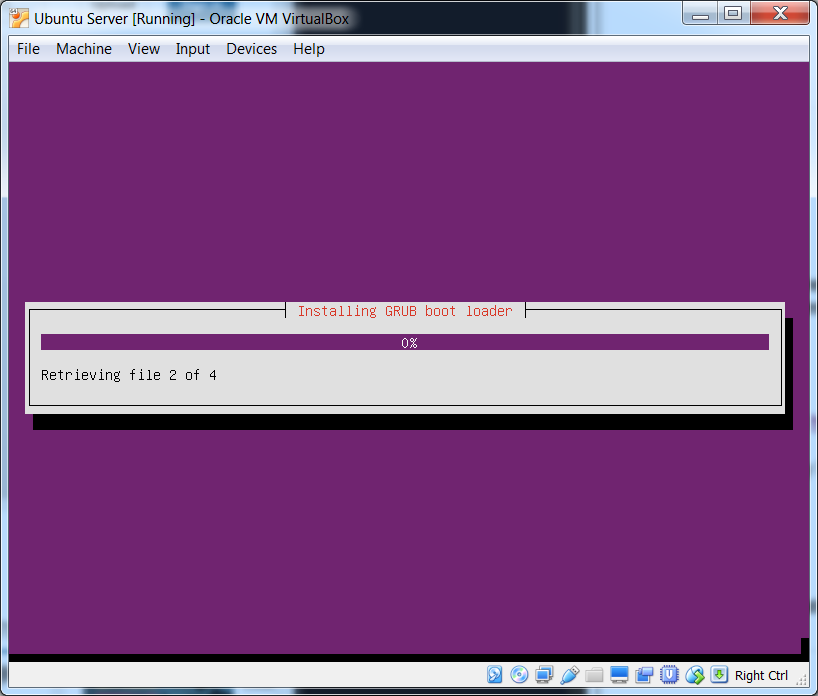 Ubuntu Server [Running] - Oracle VM VirtualBox
File Machine View Input Devices Help
Installing GRUB boot loader
0%
Retrieving file 2 of 4
Right Ctrl